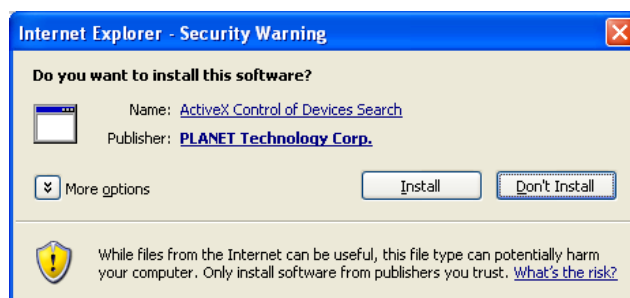 Internet Explorer - Security Warning
Do you want to install this software?
Name: ActiveX Control of Devices Search
Publisher: PLANET Technology Corp.
More options
Install
Don't Install
While files from the Internet can be useful, this file type can potentially harm
your computer. Only install software from publishers you trust. What's the risk?